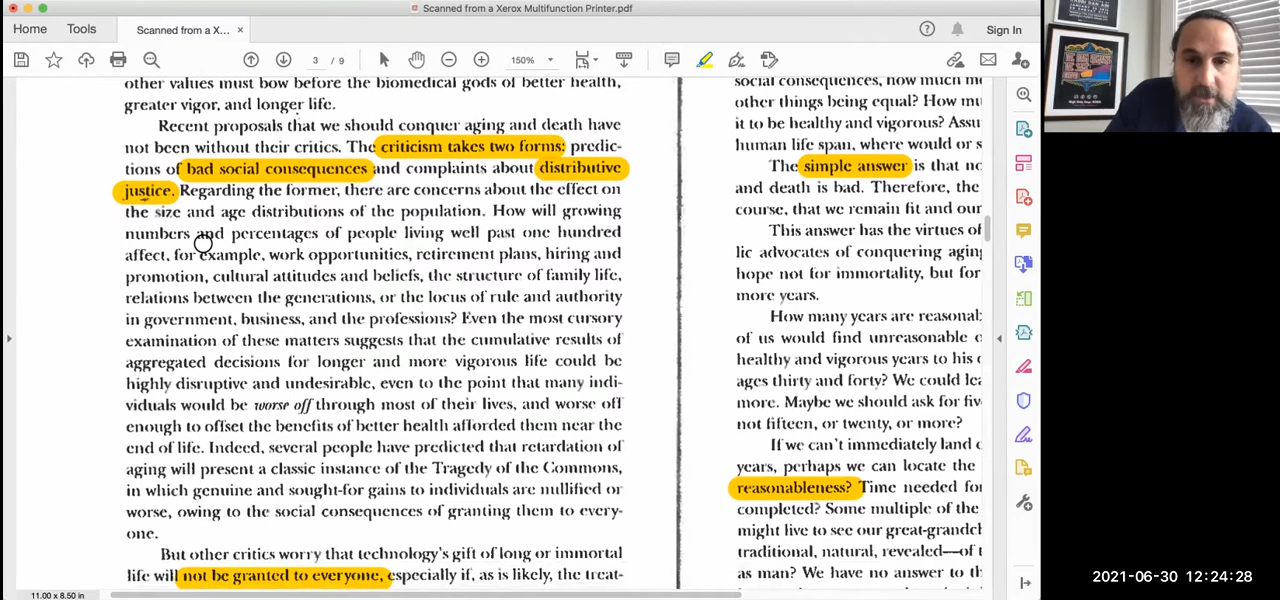 Scanned from a Xerox Multifunction Printer.pdf
Home Tools Scanned from a X... × Sign In
3 / 9 150%
other values must bow before the biomedical gods of better health,
greater vigor, and longer life.
Recent proposals that we should conquer aging and death have
not been without their critics. The criticism takes two forms: predic-
tions of bad social consequences and complaints about distributive
justice. Regarding the former, there are concerns about the effect on
the size and age distributions of the population. How will growing
numbers and percentages of people living well past one hundred
affect, for example, work opportunities, retirement plans, hiring and
promotion, cultural attitudes and beliefs, the structure of family life,
relations between the generations, or the locus of rule and authority
in government, business, and the professions? Even the most cursory
examination of these matters suggests that the cumulative results of
aggregated decisions for longer and more vigorous life could be
highly disruptive and undesirable, even to the point that many indi-
viduals would be worse off through most of their lives, and worse off
enough to offset the benefits of better health afforded them near the
end of life. Indeed, several people have predicted that retardation of
aging will present a classic instance of the Tragedy of the Commons,
in which genuine and sought-for gains to individuals are nullified or
worse, owing to the social consequences of granting them to every-
one.
But other critics worry that technology's gift of long or immortal
life will not be granted to everyone, especially if, as is likely, the treat-
social consequences, how much
other things being equal? How
it to be healthy and vigorous?
human life span, where would or
The simple answer is that
and death is bad. Therefore, the
course, that we remain fit and our
This answer has the virtues of
lic advocates of conquering
hope not for immortality, but for
more years.
How many years are
of us would find unreasonable
healthy and vigorous years to his
ages thirty and forty? We could
more. Maybe we should ask for
not fifteen, or twenty, or more?
If we can't immediately land
years, perhaps we can locate the
reasonableness? Time needed for
completed? Some multiple of the
might live to see our
traditional, natural, revealed—of
as man? We have no answer to
11.00 x 8.50 in
2021-06-30 12:24:28